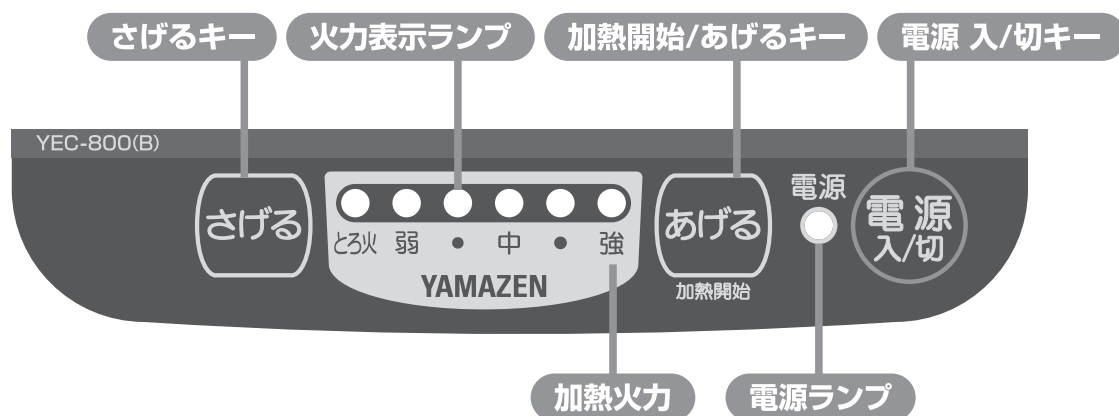 さげるキー
火力表示ランプ
加熱開始/あげるキー
電源 入/切キー
YEC-800(B)
さげる
とろ火 弱 ・ 中 ・ 強
YAMAZEN
あげる
加熱開始
電源
電源
入/切
加熱火力
電源ランプ